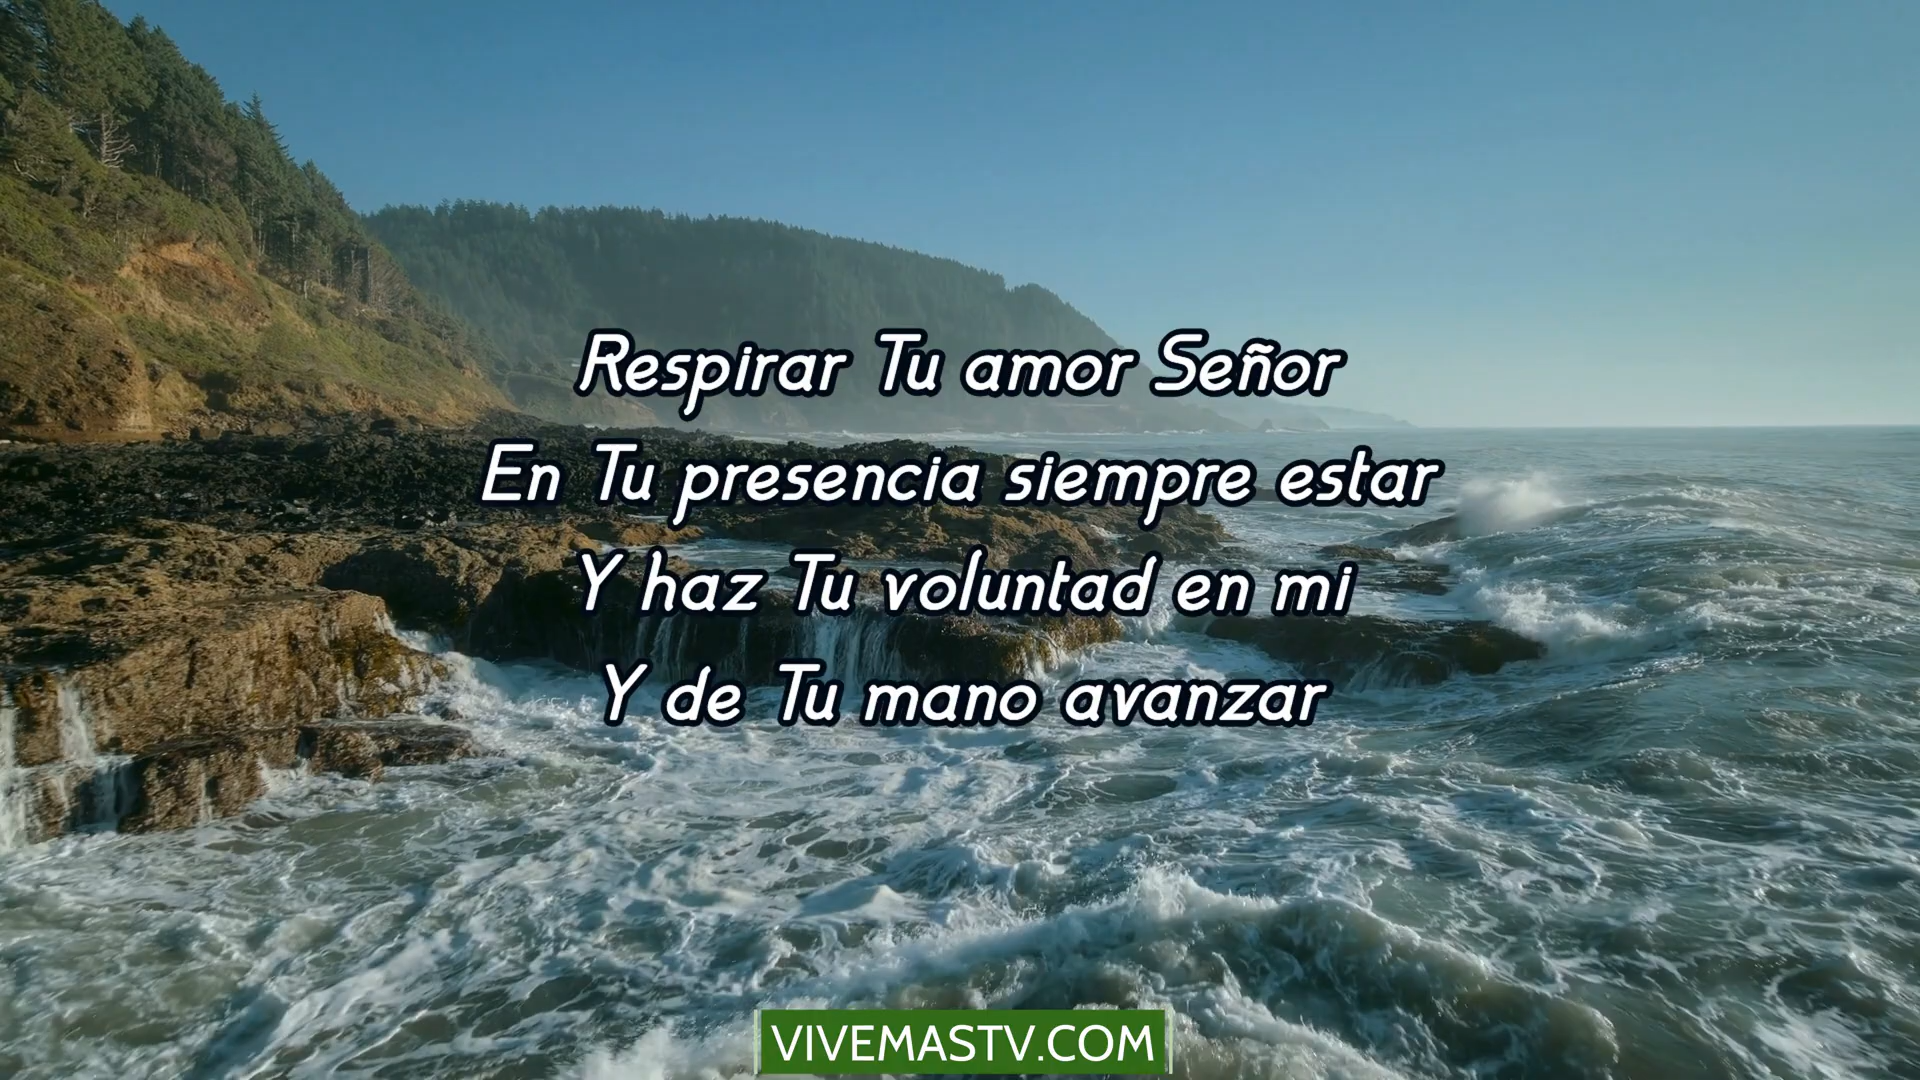 Respirar Tu amor Señor
En Tu presencia siempre estar
Y haz Tu voluntad en mi
Y de Tu mano avanzar
VIVEMASTV.COM